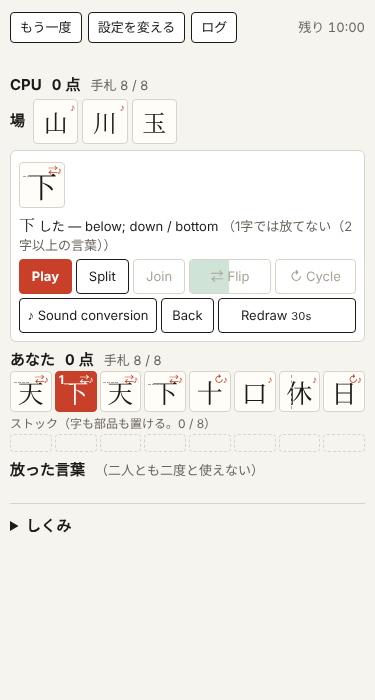 もう一度 設定を変える ログ 残り 10:00
CPU 0 点 手札 8 / 8
場 山♪ 川♪ 玉
下⇄♪
下 した — below; down / bottom （1字では放てない（2
字以上の言葉））
Play Split Join ⇄ Flip ↻ Cycle
♪ Sound conversion Back Redraw 30s
あなた 0 点 手札 8 / 8
天⇄♪ 1下⇄♪ 天⇄♪ 下⇄♪ 十↻♪ 口♪ 休♪ 日↻♪
ストック（字も部品も置ける。0 / 8）
放った言葉 （二人とも二度と使えない）
▶ しくみ